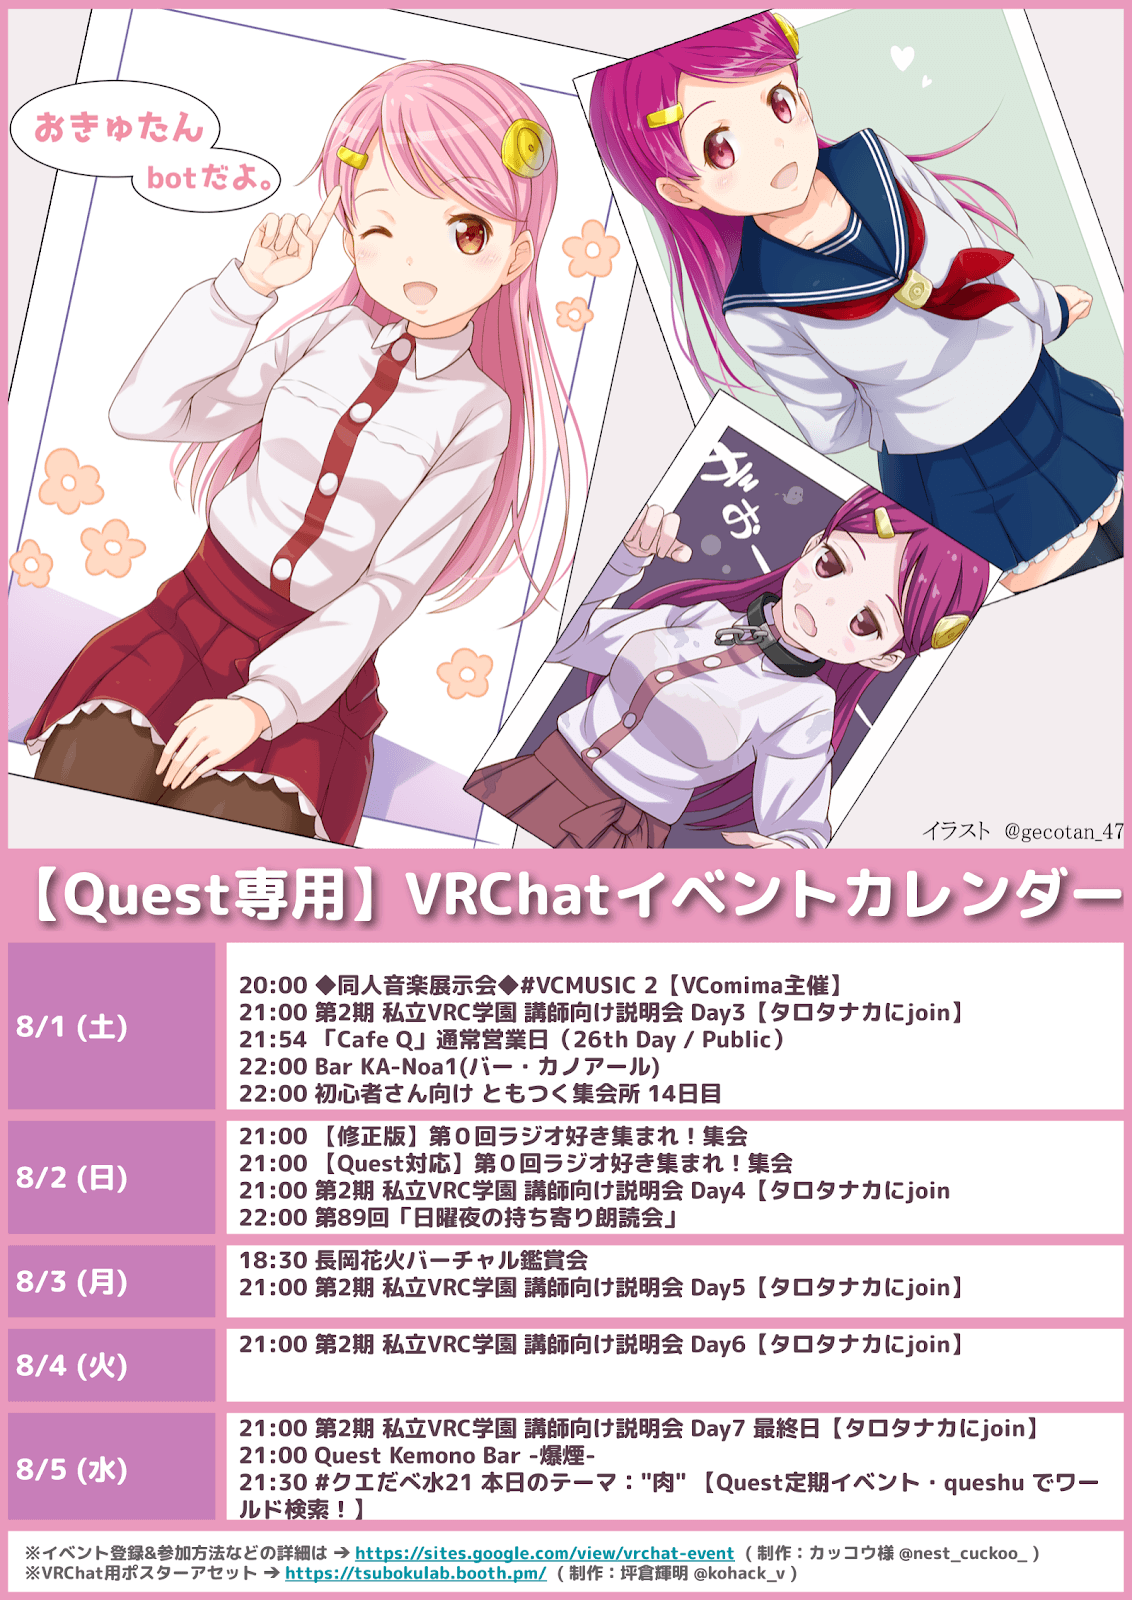 おきゅたん
botだよ。
がおー
イラスト @gecotan_47
【Quest専用】VRChatイベントカレンダー
8/1 (土)
20:00 ◆同人音楽展示会◆#VCMUSIC 2【VComima主催】
21:00 第2期 私立VRC学園 講師向け説明会 Day3【タロタナカにjoin】
21:54 「Cafe Q」通常営業日（26th Day / Public）
22:00 Bar KA-Noa1(バー・カノアール)
22:00 初心者さん向け ともつく集会所 14日目
8/2 (日)
21:00 【修正版】第０回ラジオ好き集まれ！集会
21:00 【Quest対応】第０回ラジオ好き集まれ！集会
21:00 第2期 私立VRC学園 講師向け説明会 Day4【タロタナカにjoin
22:00 第89回「日曜夜の持ち寄り朗読会」
8/3 (月)
18:30 長岡花火バーチャル鑑賞会
21:00 第2期 私立VRC学園 講師向け説明会 Day5【タロタナカにjoin】
8/4 (火)
21:00 第2期 私立VRC学園 講師向け説明会 Day6【タロタナカにjoin】
8/5 (水)
21:00 第2期 私立VRC学園 講師向け説明会 Day7 最終日【タロタナカにjoin】
21:00 Quest Kemono Bar -爆煙-
21:30 #クエだべ水21 本日のテーマ："肉" 【Quest定期イベント・queshu でワー
ルド検索！】
※イベント登録&参加方法などの詳細は → https://sites.google.com/view/vrchat-event （制作：カッコウ様 @nest_cuckoo_ ）
※VRChat用ポスターアセット → https://tsubokulab.booth.pm/ （制作：坪倉輝明 @kohack_v ）